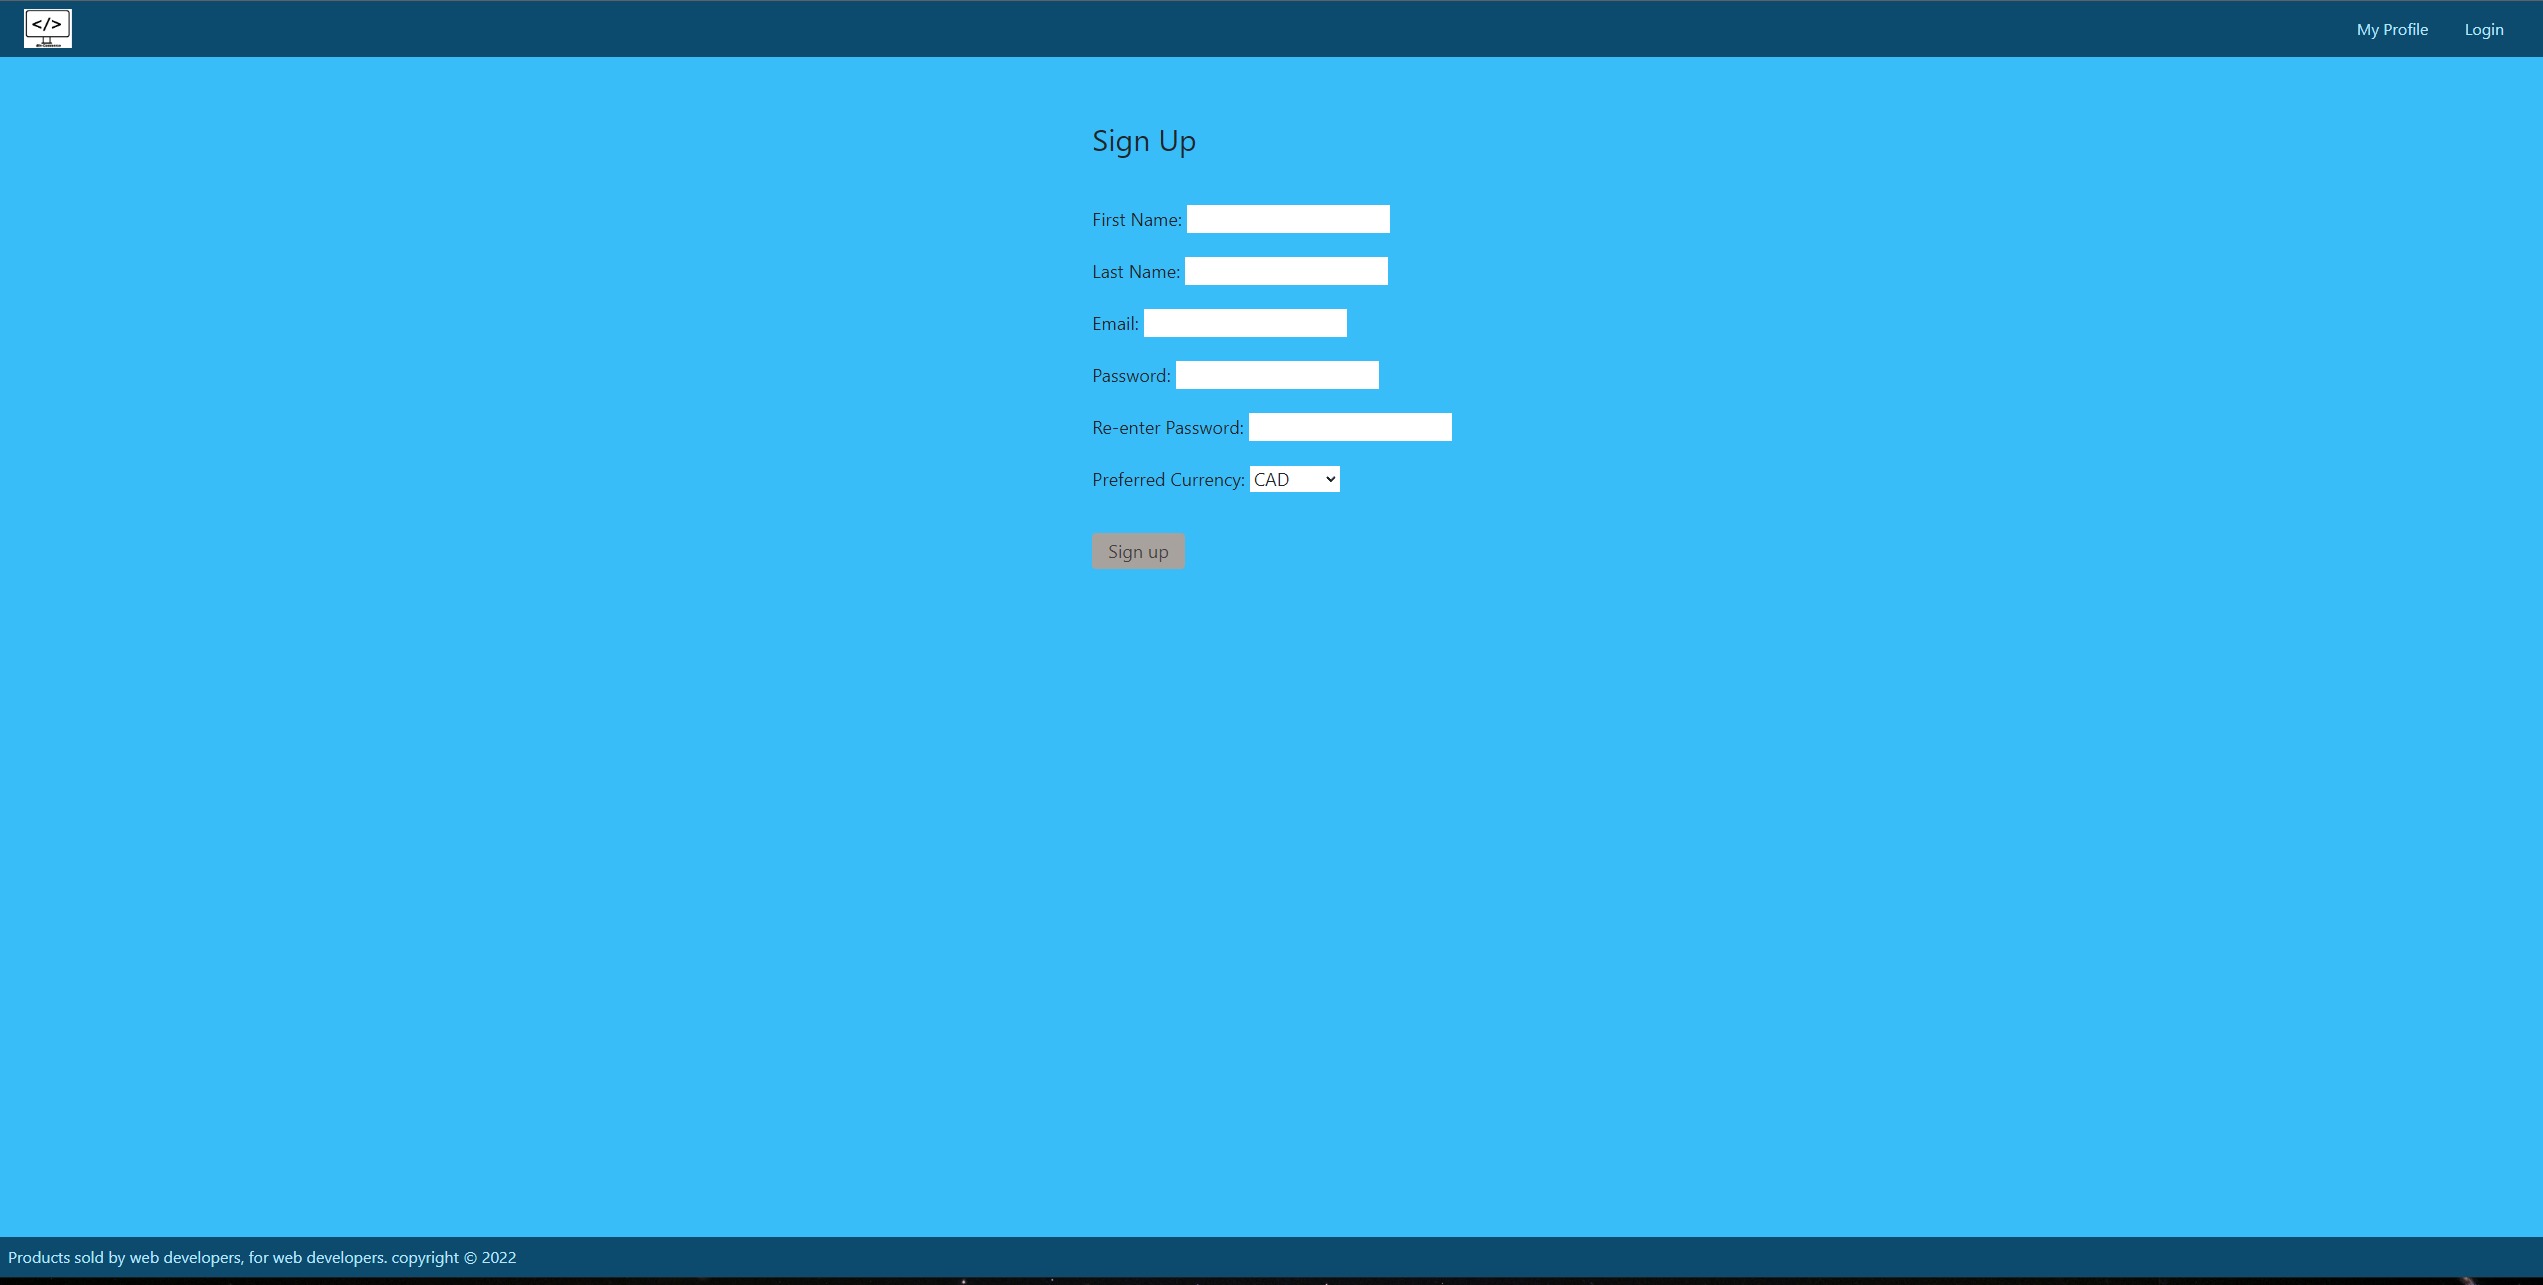 </>
My Profile
Login
Sign Up
First Name:
Last Name:
Email:
Password:
Re-enter Password:
Preferred Currency: CAD
Sign up
Products sold by web developers, for web developers. copyright © 2022